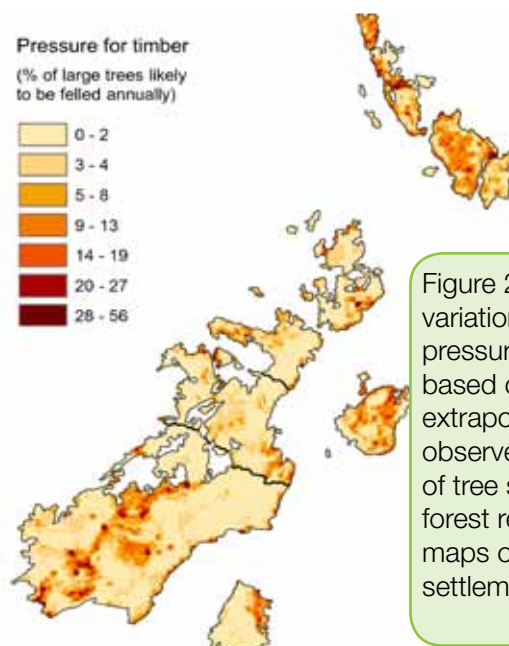 Pressure for timber
(% of large trees likely
to be felled annually)
0 - 2
3 - 4
5 - 8
9 - 13
14 - 19
20 - 27
28 - 56
Figure 2
variation
pressur
based o
extrapo
observe
of tree s
forest re
maps o
settlem